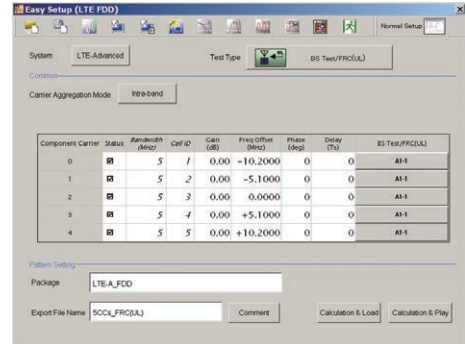 Easy Setup (LTE FDD)
Normal Setup
System LTE-Advanced Test Type BS Test/FRC(UL)
Common
Carrier Aggregation Mode Intra-band
Component Carrier Status Bandwidth (MHz) Cell ID Gain (dB) Freq Offset (MHz) Phase (deg) Delay (Ts) BS Test/FRC(UL)
0 5 1 0.00 -10.2000 0 0 A1-1
1 5 2 0.00 -5.1000 0 0 A1-1
2 5 3 0.00 0.0000 0 0 A1-1
3 5 4 0.00 +5.1000 0 0 A1-1
4 5 5 0.00 +10.2000 0 0 A1-1
Pattern Setting
Package LTE-A_FDD
Export File Name 5CCs_FRC(UL) Comment Calculation & Load Calculation & Play